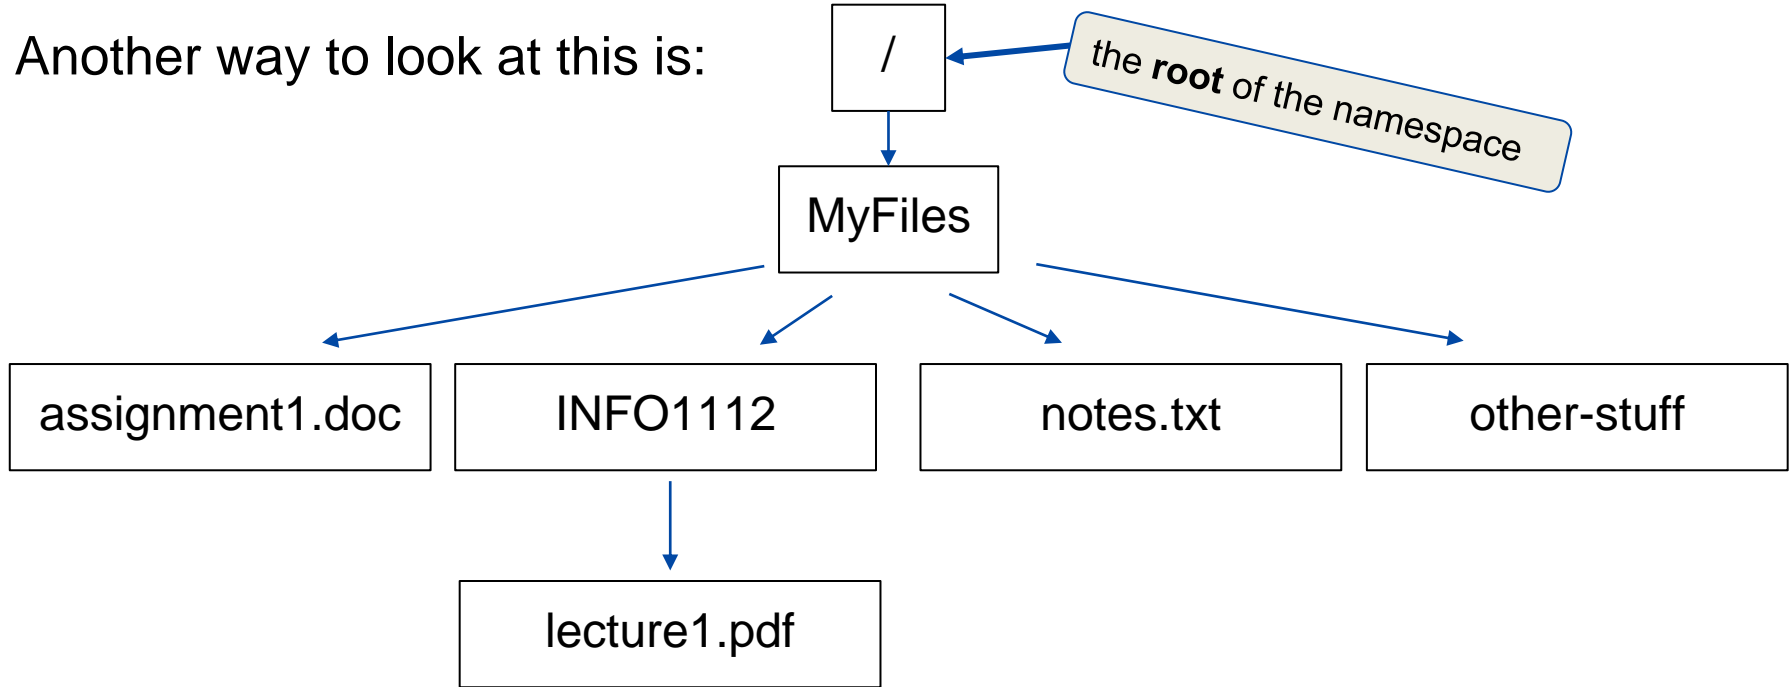 Another way to look at this is:
/
the root of the namespace
MyFiles
assignment1.doc
INFO1112
notes.txt
other-stuff
lecture1.pdf